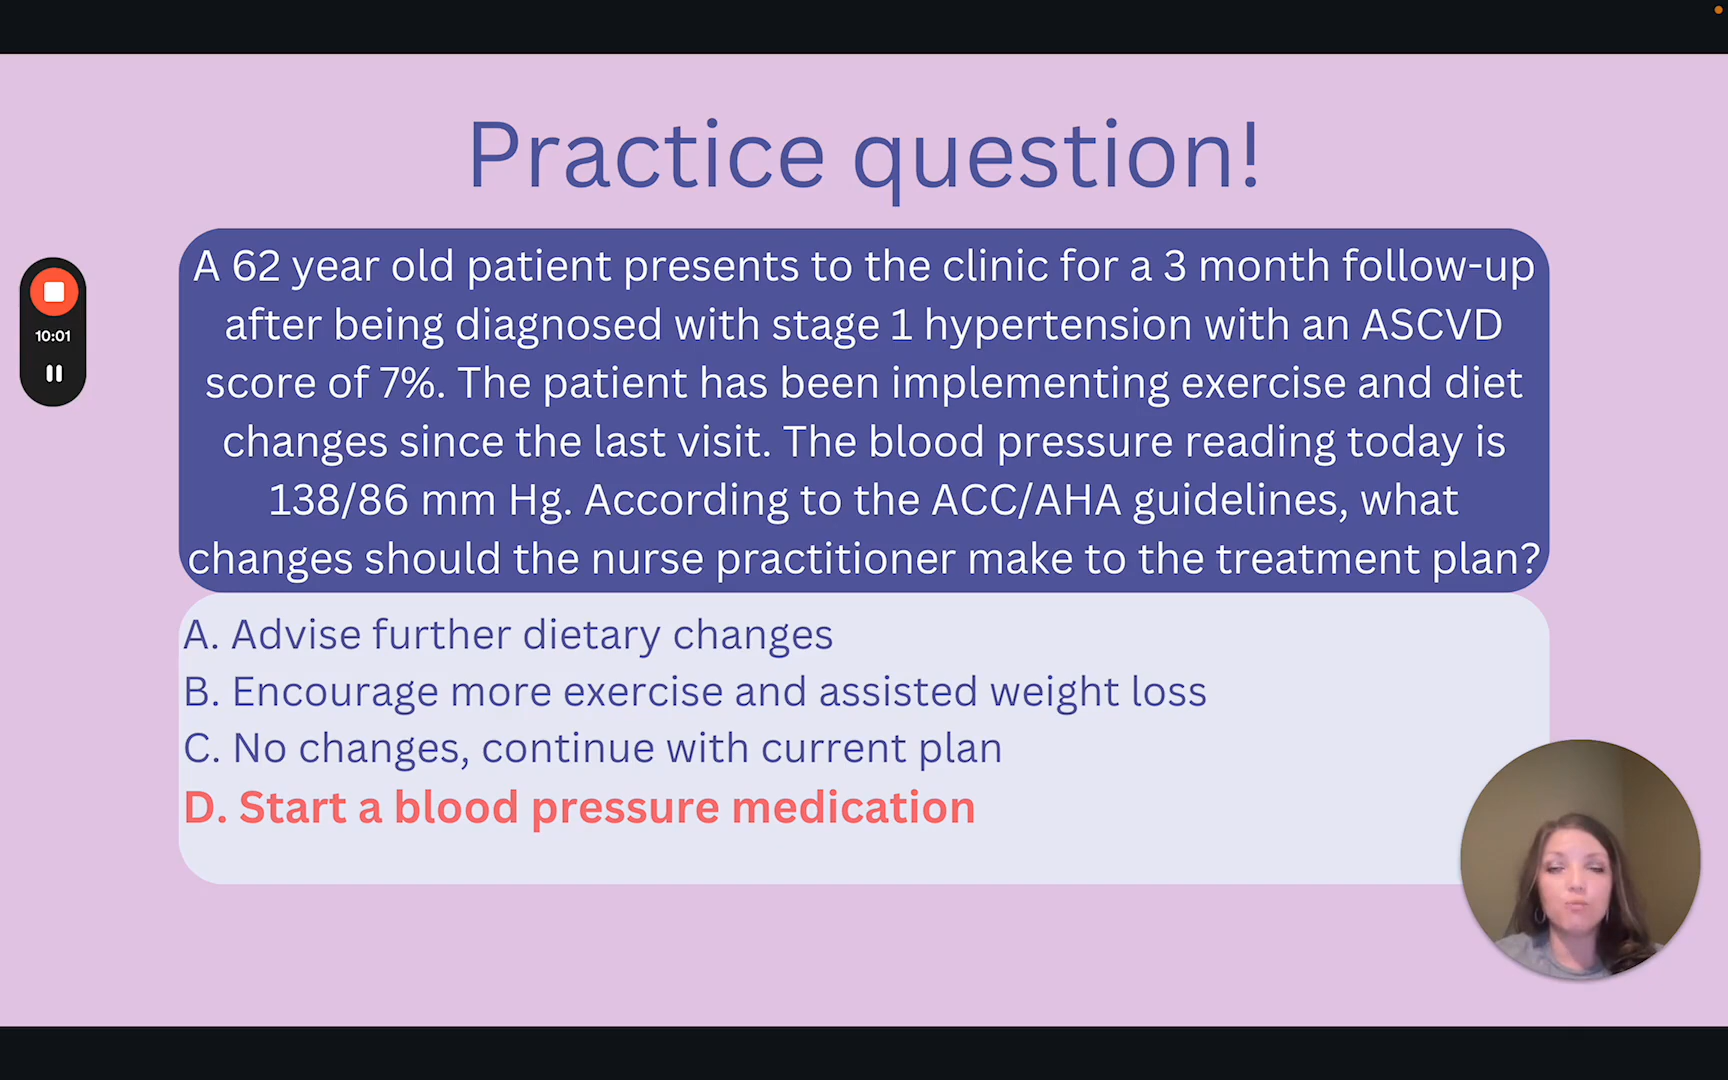 Practice question!
A 62 year old patient presents to the clinic for a 3 month follow-up
after being diagnosed with stage 1 hypertension with an ASCVD
score of 7%. The patient has been implementing exercise and diet
changes since the last visit. The blood pressure reading today is
138/86 mm Hg. According to the ACC/AHA guidelines, what
changes should the nurse practitioner make to the treatment plan?
10:01
A. Advise further dietary changes
B. Encourage more exercise and assisted weight loss
C. No changes, continue with current plan
D. Start a blood pressure medication